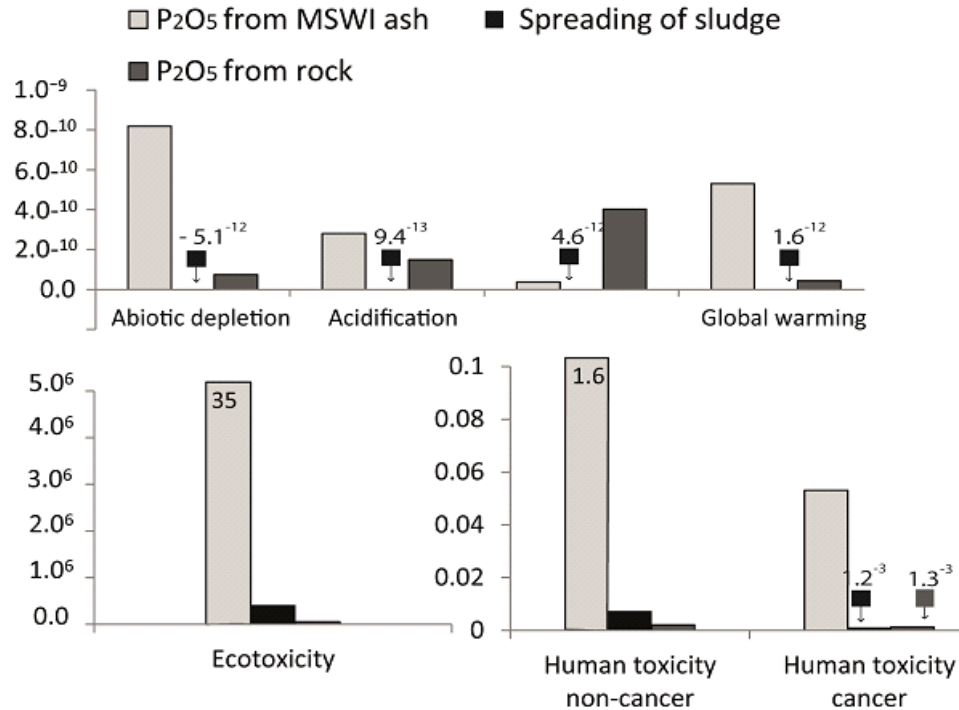 P₂O₅ from MSWI ash
Spreading of sludge
P₂O₅ from rock
1.0⁻⁹
8.0⁻¹⁰
6.0⁻¹⁰
4.0⁻¹⁰
2.0⁻¹⁰
0.0
- 5.1⁻¹²
9.4⁻¹³
4.6⁻¹²
1.6⁻¹²
Abiotic depletion
Acidification
Global warming
5.0⁶
4.0⁶
3.0⁶
2.0⁶
1.0⁶
0.0
35
Ecotoxicity
0.1
0.08
0.06
0.04
0.02
0
1.6
1.2⁻³
1.3⁻³
Human toxicity
non-cancer
Human toxicity
cancer